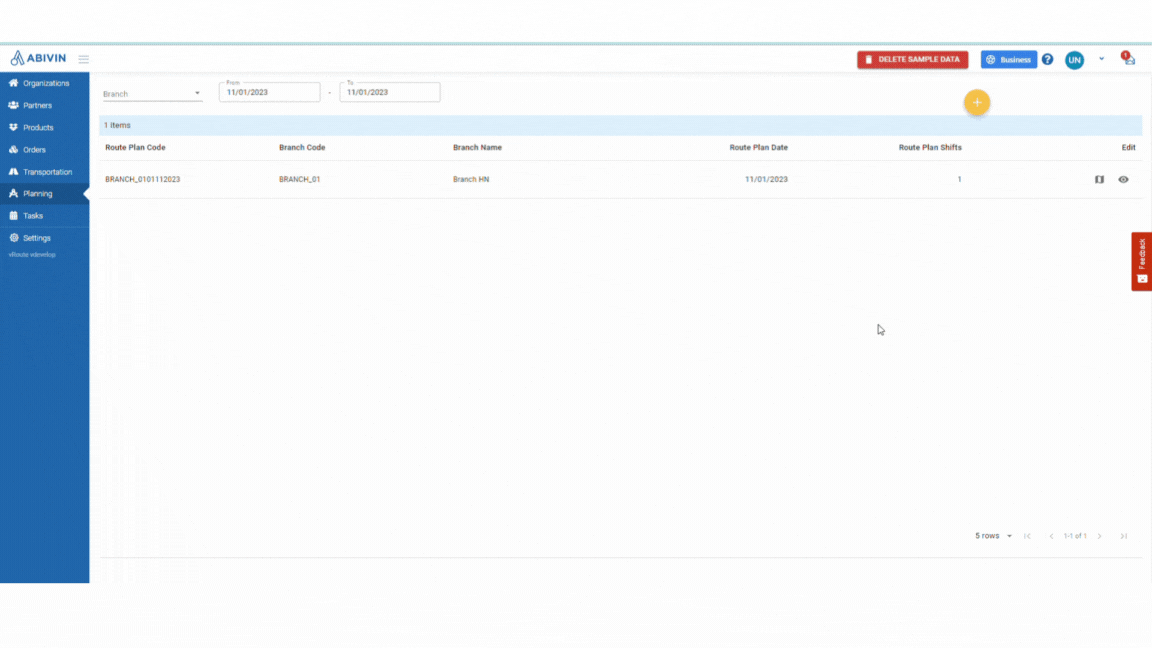 ABIVIN
DELETE SAMPLE DATA
Business
?
UN
1
Organizations
Partners
Products
Orders
Transportation
Planning
Tasks
Settings
vRoute vdevelop
Branch
From
11/01/2023
-
To
11/01/2023
+
1 items
Route Plan Code Branch Code Branch Name Route Plan Date Route Plan Shifts Edit
BRANCH_0101112023 BRANCH_01 Branch HN 11/01/2023 1
Feedback
5 rows 1-1 of 1